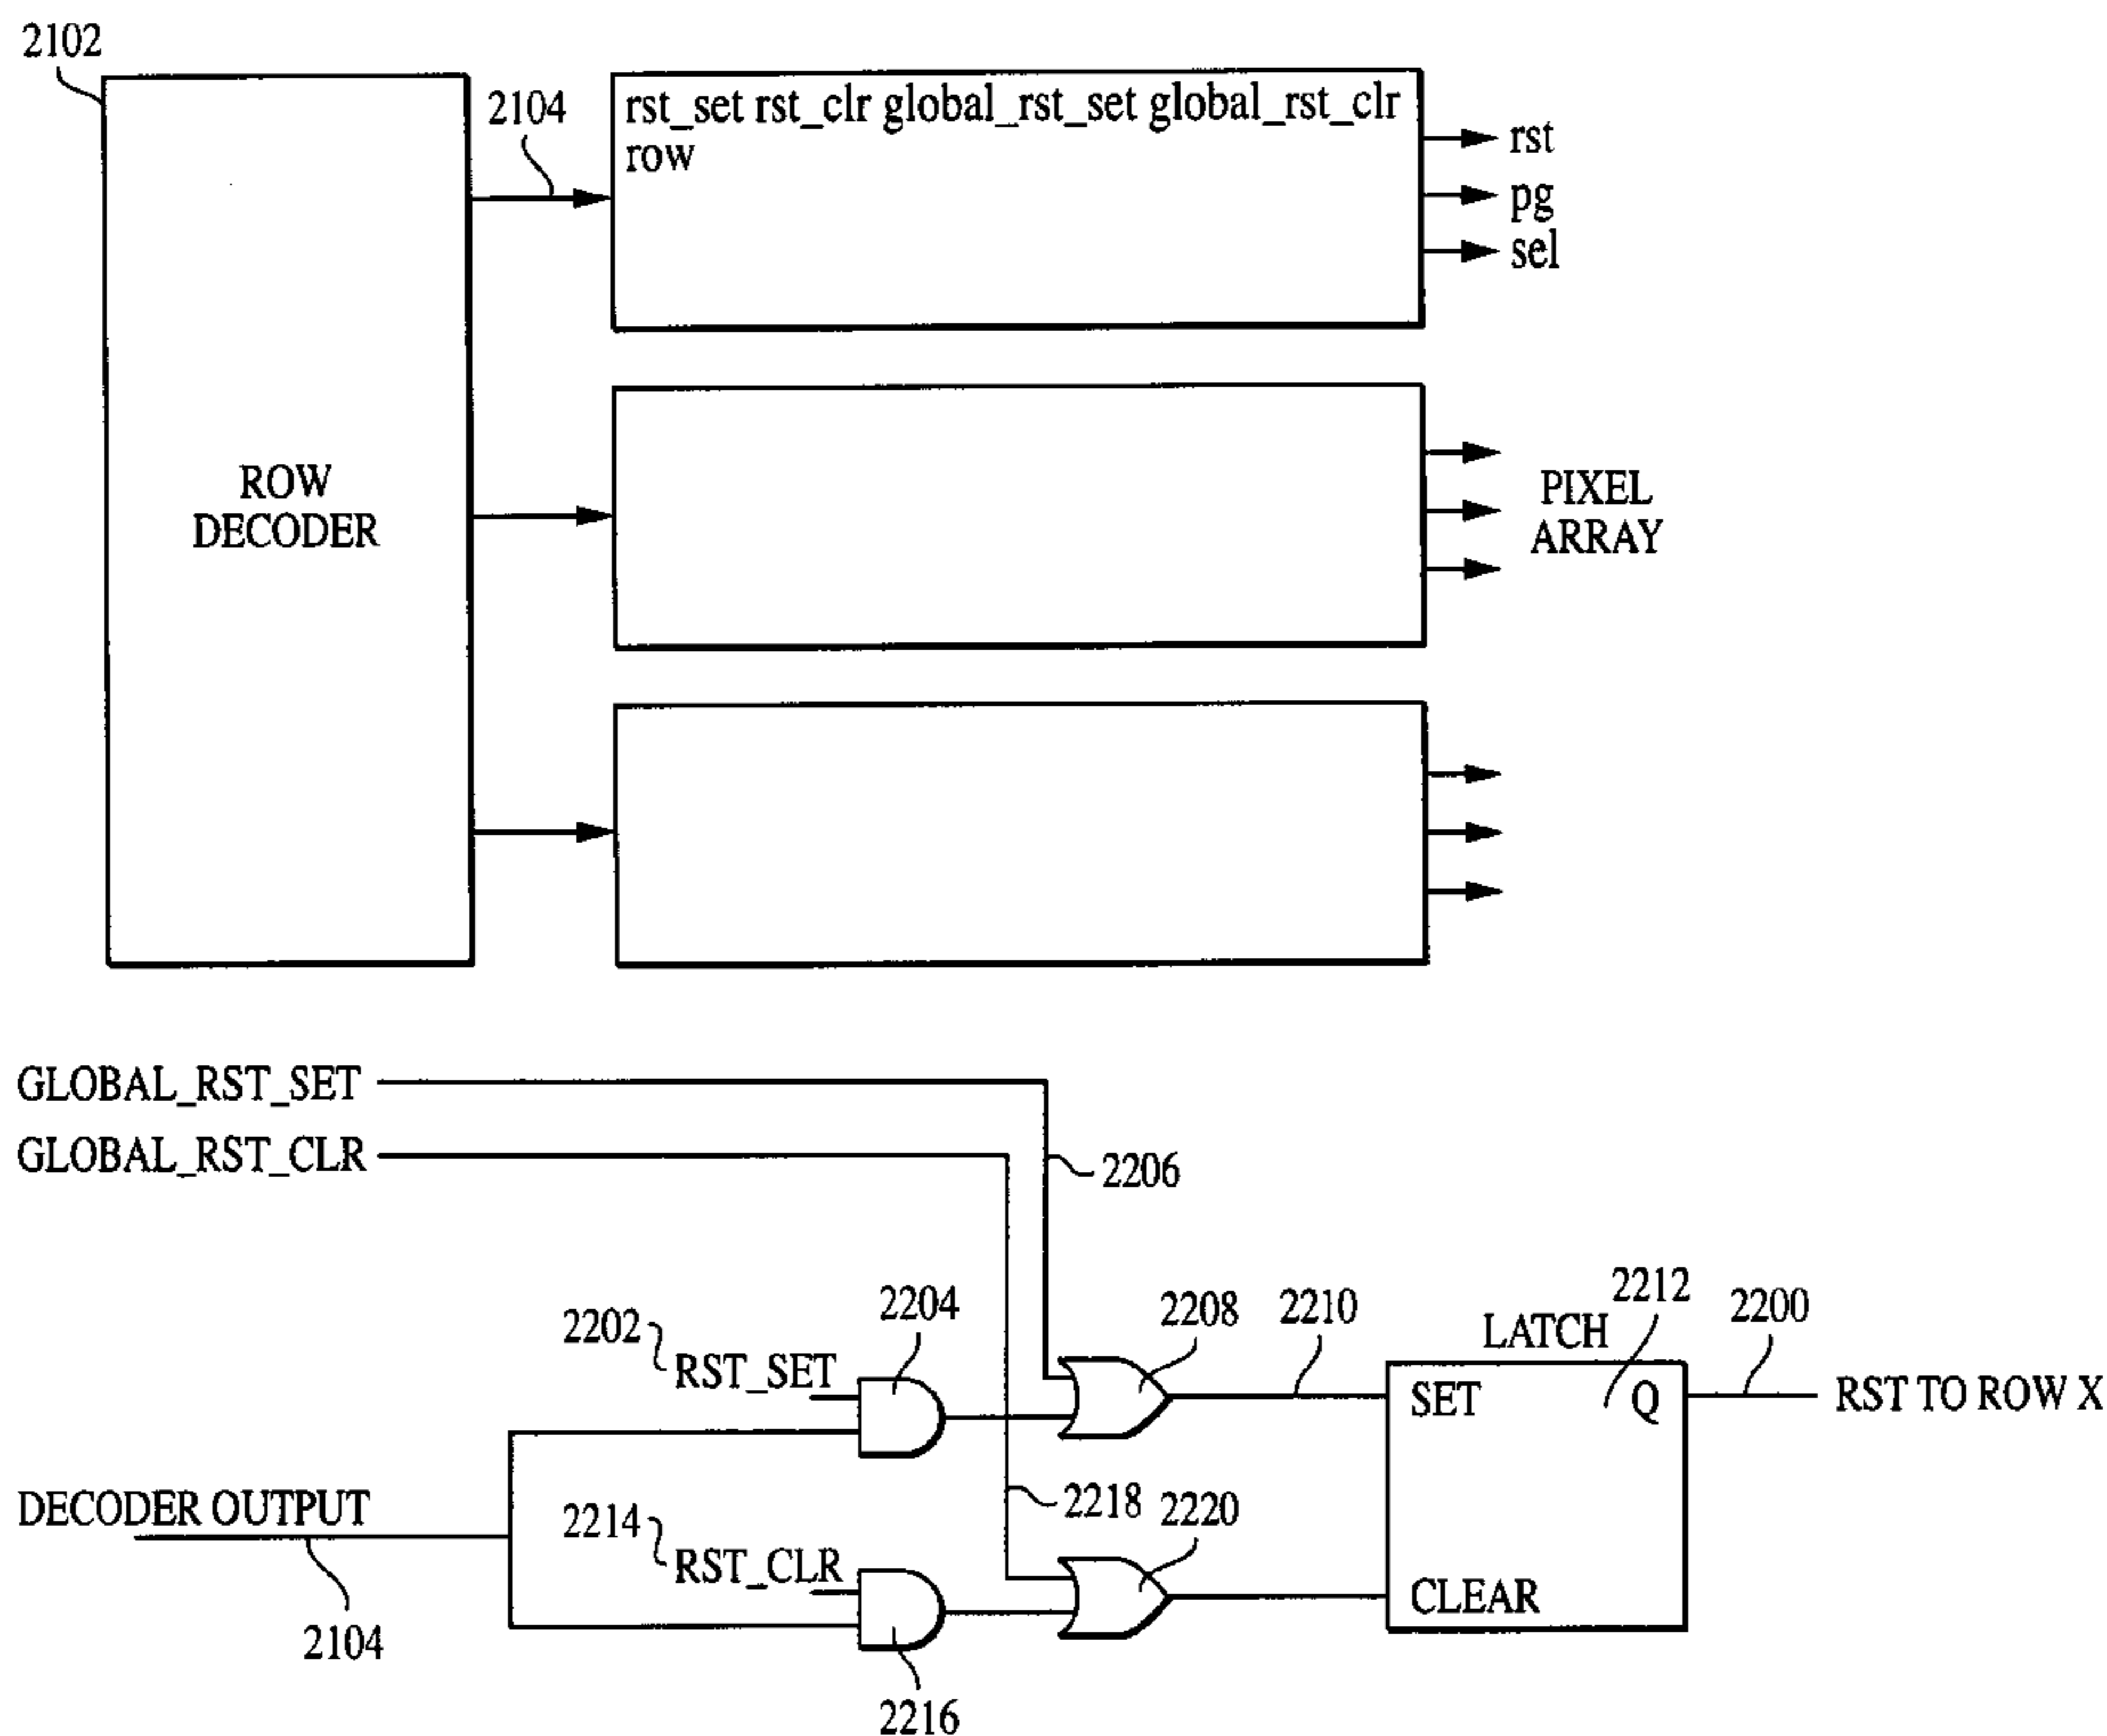 2102
2104
rst_set rst_clr global_rst_set global_rst_clr
row
rst
pg
sel
ROW
DECODER
PIXEL
ARRAY
GLOBAL_RST_SET
GLOBAL_RST_CLR
2206
2202
RST_SET
2204
2208
2210
LATCH
2212
2200
SET
Q
RST TO ROW X
DECODER OUTPUT
2104
2214
RST_CLR
2218
2220
CLEAR
2216